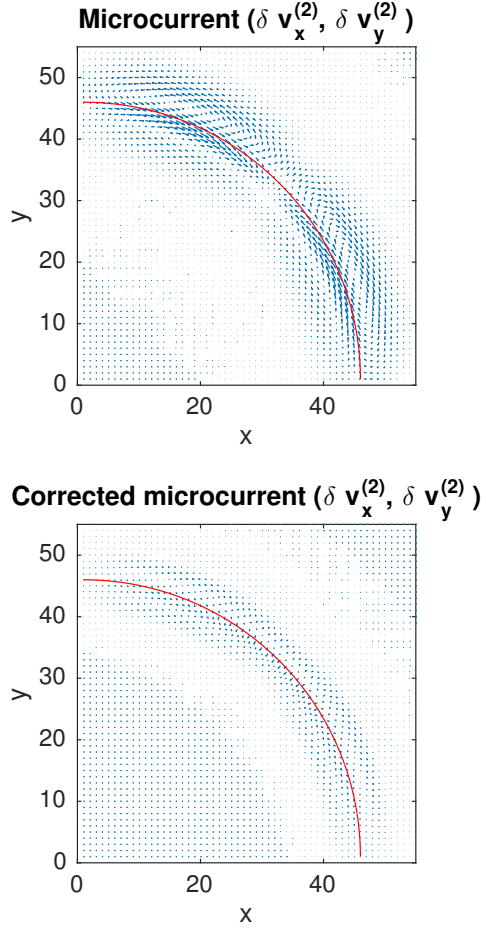 Microcurrent (δ v_x^(2), δ v_y^(2) )
50
40
30
20
10
0
y
0 20 40
x
Corrected microcurrent (δ v_x^(2), δ v_y^(2) )
50
40
30
20
10
0
y
0 20 40
x